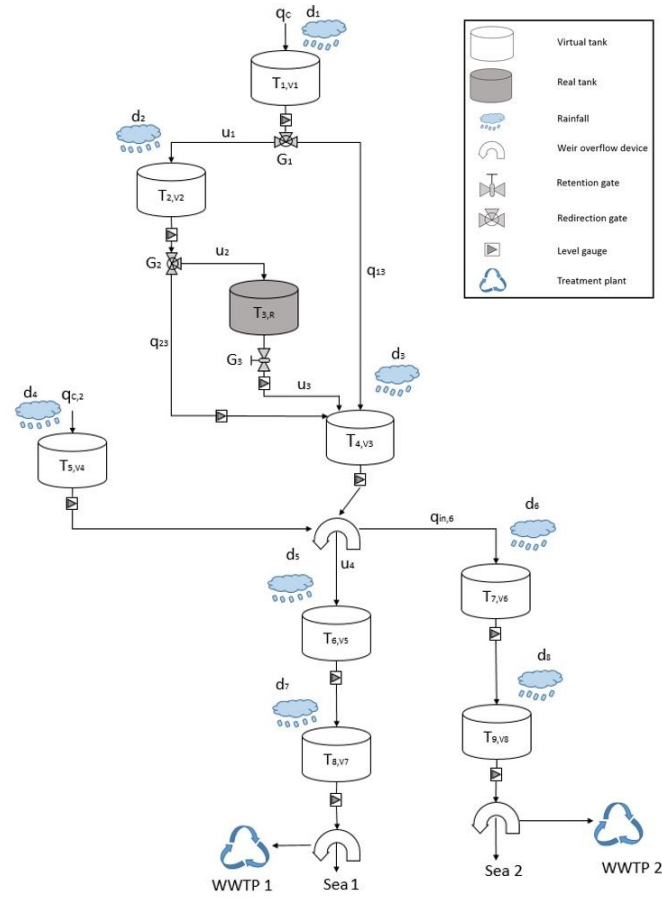 qc
d1
T1,V1
G1
u1
d2
T2,V2
G2
u2
q13
T3,R
G3
q23
u3
d3
T4,V3
d4
qc,2
T5,V4
qin,6
d6
d5
u4
T6,V5
T7,V6
d7
d8
T8,V7
T9,V8
WWTP 1
Sea 1
Sea 2
WWTP 2
Virtual tank
Real tank
Rainfall
Weir overflow device
Retention gate
Redirection gate
Level gauge
Treatment plant